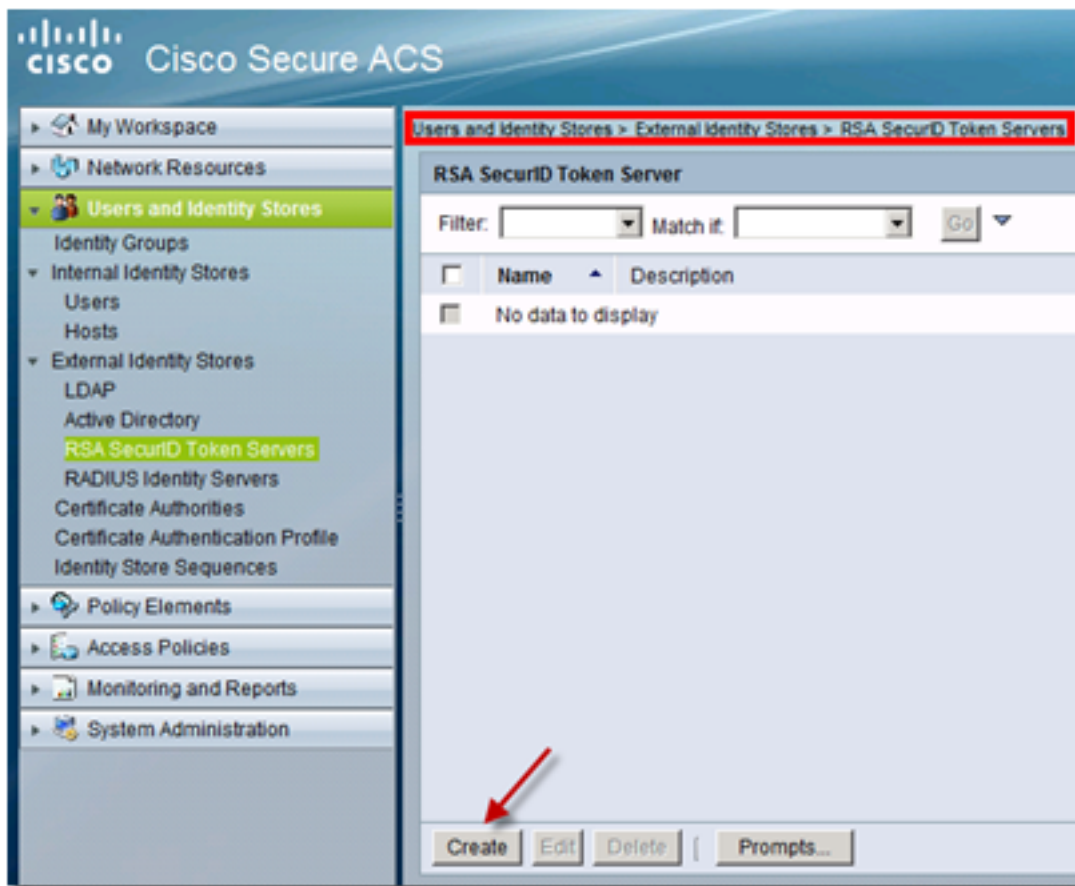 cisco Cisco Secure ACS
My Workspace
Network Resources
Users and Identity Stores
Identity Groups
Internal Identity Stores
Users
Hosts
External Identity Stores
LDAP
Active Directory
RSA SecurID Token Servers
RADIUS Identity Servers
Certificate Authorities
Certificate Authentication Profile
Identity Store Sequences
Policy Elements
Access Policies
Monitoring and Reports
System Administration
Users and Identity Stores > External Identity Stores > RSA SecurID Token Servers
RSA SecurID Token Server
Filter: Match if: Go
Name Description
No data to display
Create Edit Delete | Prompts...